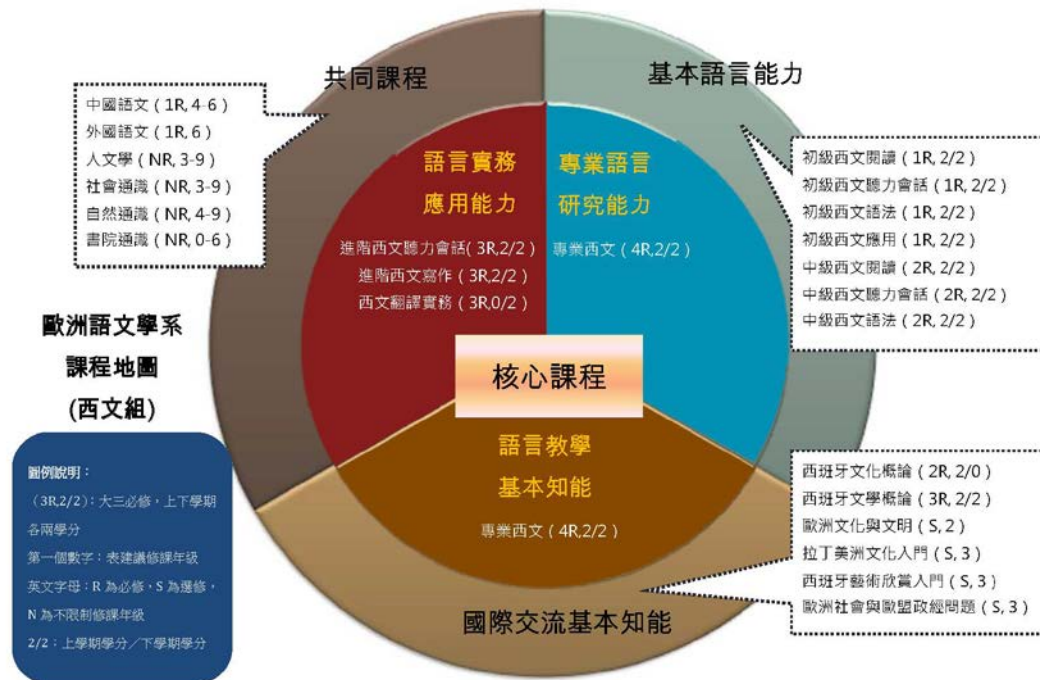 共同課程
中國語文（1R, 4-6）
外國語文（1R, 6）
人文學（NR, 3-9）
社會通識（NR, 3-9）
自然通識（NR, 4-9）
書院通識（NR, 0-6）
基本語言能力
初級西文閱讀（1R, 2/2）
初級西文聽力會話（1R, 2/2）
初級西文語法（1R, 2/2）
初級西文應用（1R, 2/2）
中級西文閱讀（2R, 2/2）
中級西文聽力會話（2R, 2/2）
中級西文語法（2R, 2/2）
語言實務
應用能力
進階西文聽力會話（3R,2/2）
進階西文寫作（3R,2/2）
西文翻譯實務（3R,0/2）
專業語言
研究能力
專業西文（4R,2/2）
核心課程
語言教學
基本知能
專業西文（4R,2/2）
歐洲語文學系
課程地圖
(西文組)
圖例說明：
（3R,2/2）：大三必修，上下學期
各兩學分
第一個數字：表建議修課年級
英文字母：R 為必修，S 為選修，
N 為不限制修課年級
2/2：上學期學分／下學期學分
國際交流基本知能
西班牙文化概論（2R, 2/0）
西班牙文學概論（3R, 2/2）
歐洲文化與文明（S, 2）
拉丁美洲文化入門（S, 3）
西班牙藝術欣賞入門（S, 3）
歐洲社會與歐盟政經問題（S, 3）